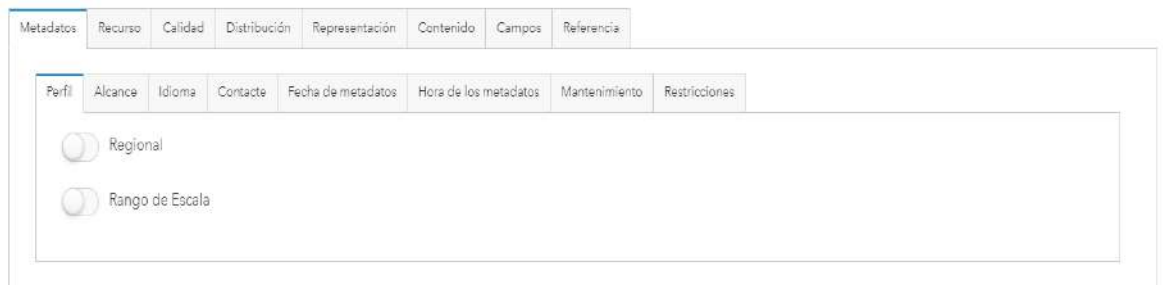 Metadatos Recurso Calidad Distribución Representación Contenido Campos Referencia
Perfil Alcance Idioma Contacte Fecha de metadatos Hora de los metadatos Mantenimiento Restricciones
Regional
Rango de Escala